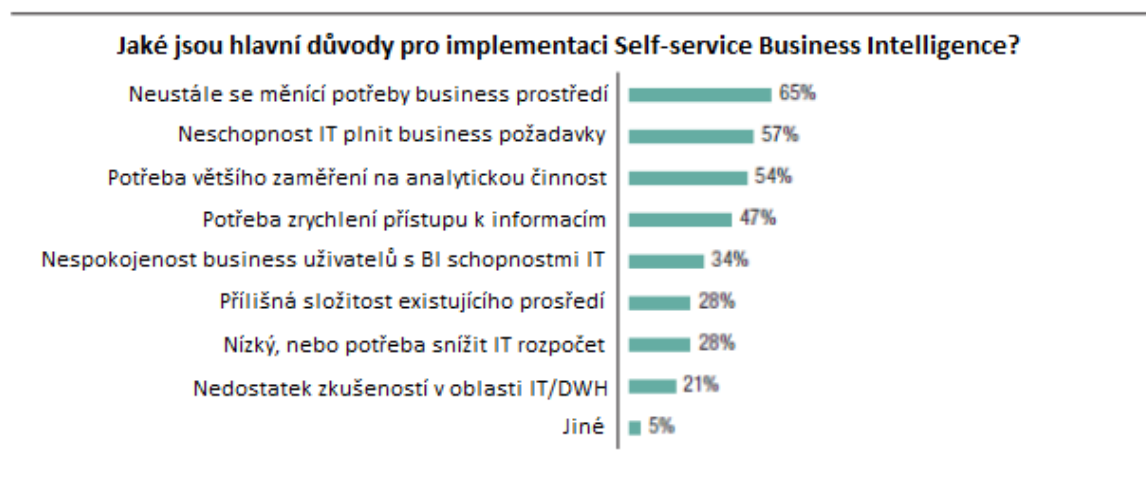 Jaké jsou hlavní důvody pro implementaci Self-service Business Intelligence?
Neustále se měnící potřeby business prostředí 65%
Neschopnost IT plnit business požadavky 57%
Potřeba většího zaměření na analytickou činnost 54%
Potřeba zrychlení přístupu k informacím 47%
Nespokojenost business uživatelů s BI schopnostmi IT 34%
Přílišná složitost existujícího prosředí 28%
Nízký, nebo potřeba snížit IT rozpočet 28%
Nedostatek zkušeností v oblasti IT/DWH 21%
Jiné 5%